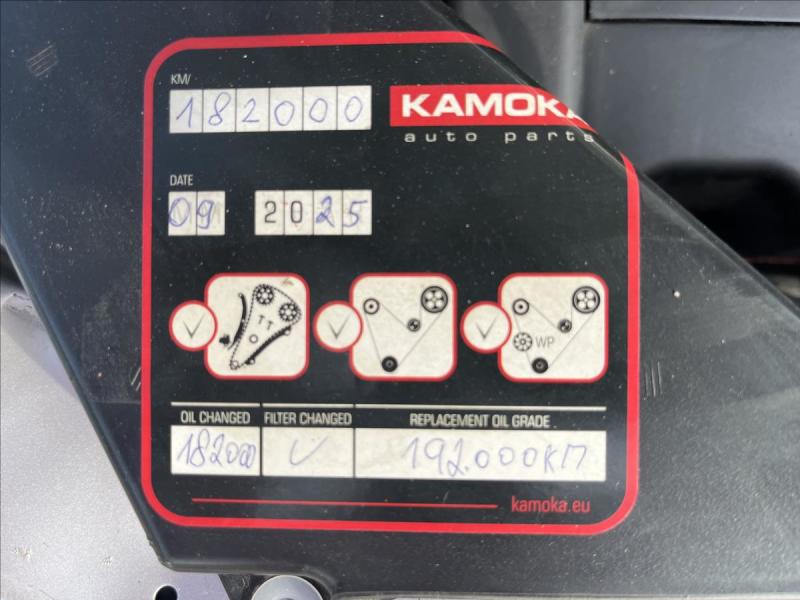 KM/
182000
KAMOKA
auto parts
DATE
09 2025
WP
OIL CHANGED FILTER CHANGED REPLACEMENT OIL GRADE
182000 V 192.000KM
kamoka.eu